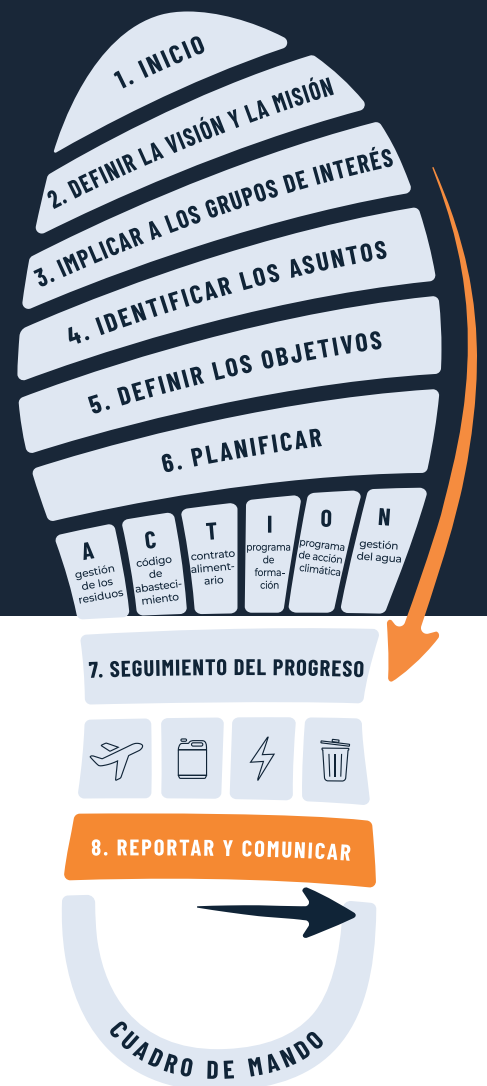 1. INICIO
2. DEFINIR LA VISIÓN Y LA MISIÓN
3. IMPLICAR A LOS GRUPOS DE INTERÉS
4. IDENTIFICAR LOS ASUNTOS
5. DEFINIR LOS OBJETIVOS
6. PLANIFICAR
A
gestión
de los
residuos
C
código
de
abasteci-
miento
T
contrato
aliment-
ario
I
programa
de
forma-
ción
O
programa
de acción
climática
N
gestión
del agua
7. SEGUIMIENTO DEL PROGRESO
8. REPORTAR Y COMUNICAR
CUADRO DE MANDO